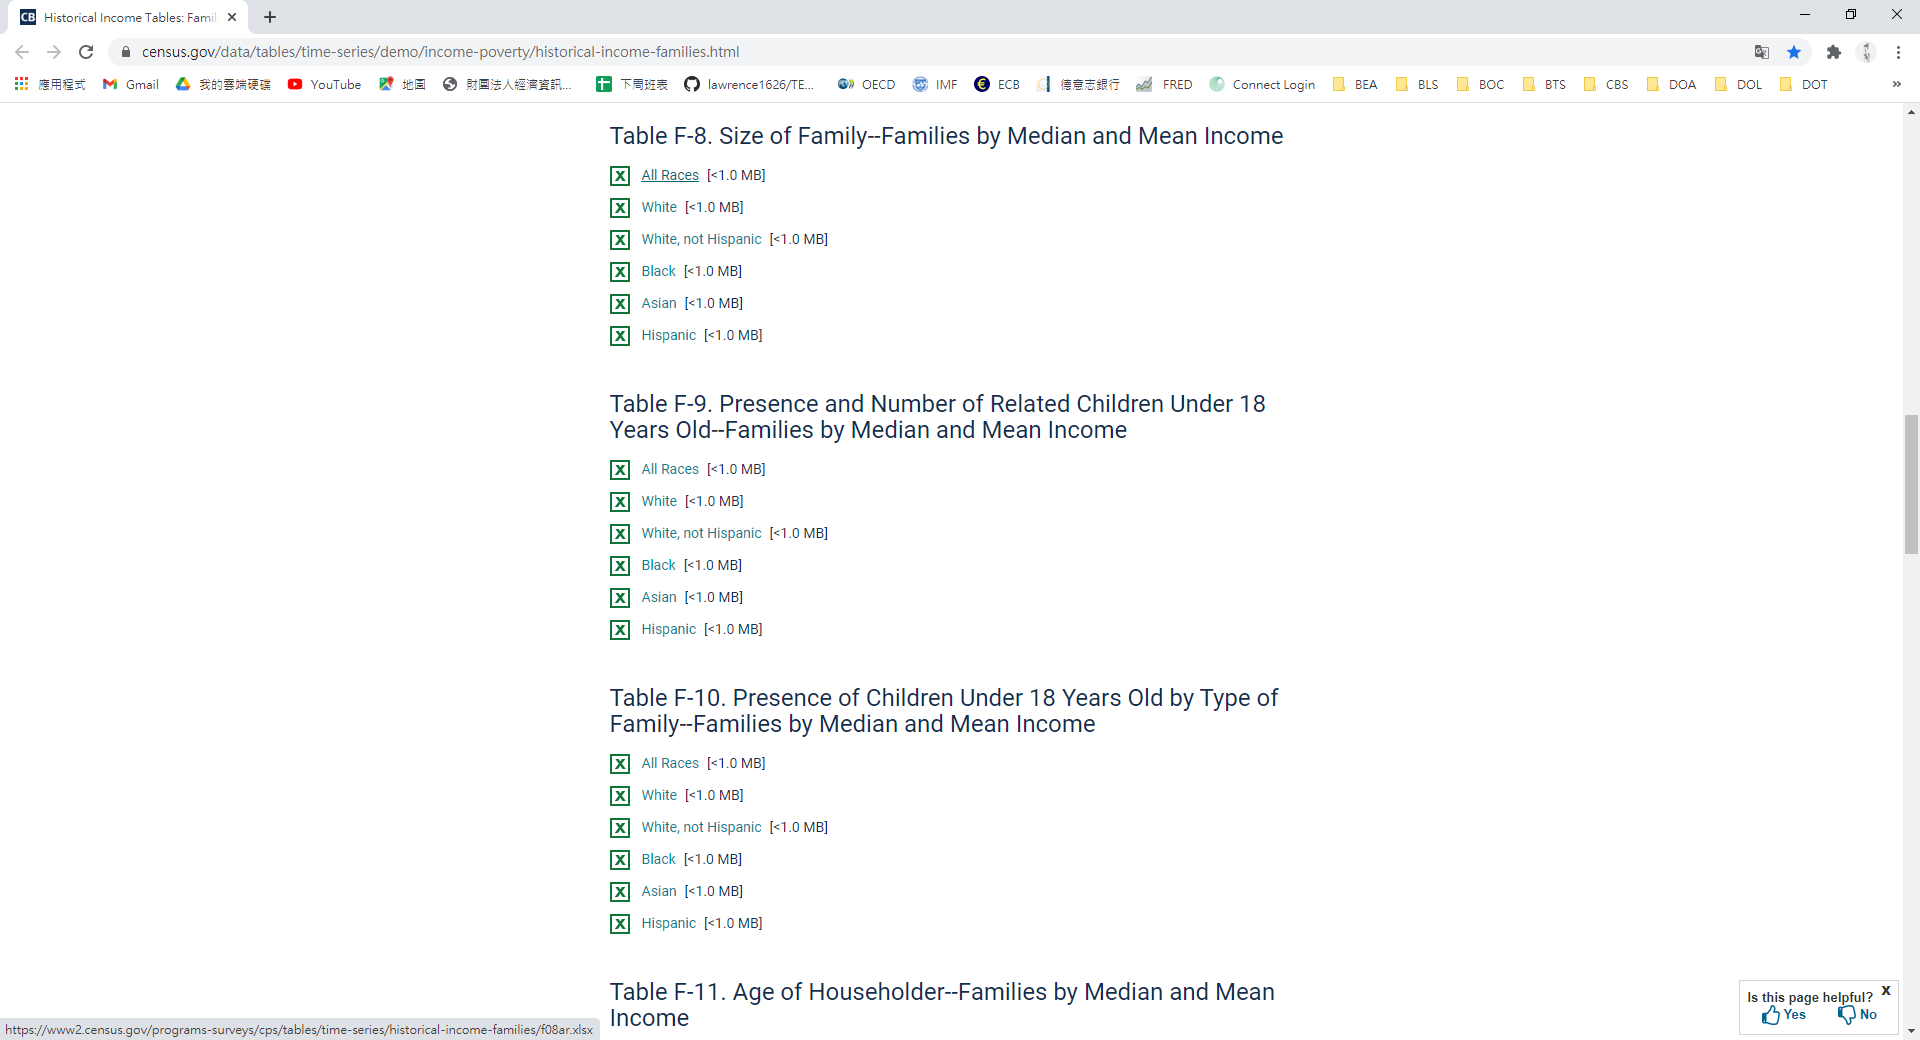 CB Historical Income Tables: Famil
census.gov/data/tables/time-series/demo/income-poverty/historical-income-families.html
應用程式 Gmail 我的雲端硬碟 YouTube 地圖 財團法人經濟資訊... 下周班表 lawrence1626/TE... OECD IMF ECB 德意志銀行 FRED Connect Login BEA BLS BOC BTS CBS DOA DOL DOT »
Table F-8. Size of Family--Families by Median and Mean Income
X All Races [<1.0 MB]
X White [<1.0 MB]
X White, not Hispanic [<1.0 MB]
X Black [<1.0 MB]
X Asian [<1.0 MB]
X Hispanic [<1.0 MB]
Table F-9. Presence and Number of Related Children Under 18
Years Old--Families by Median and Mean Income
X All Races [<1.0 MB]
X White [<1.0 MB]
X White, not Hispanic [<1.0 MB]
X Black [<1.0 MB]
X Asian [<1.0 MB]
X Hispanic [<1.0 MB]
Table F-10. Presence of Children Under 18 Years Old by Type of
Family--Families by Median and Mean Income
X All Races [<1.0 MB]
X White [<1.0 MB]
X White, not Hispanic [<1.0 MB]
X Black [<1.0 MB]
X Asian [<1.0 MB]
X Hispanic [<1.0 MB]
Table F-11. Age of Householder--Families by Median and Mean
Income
Is this page helpful? X
Yes No
https://www2.census.gov/programs-surveys/cps/tables/time-series/historical-income-families/f08ar.xlsx